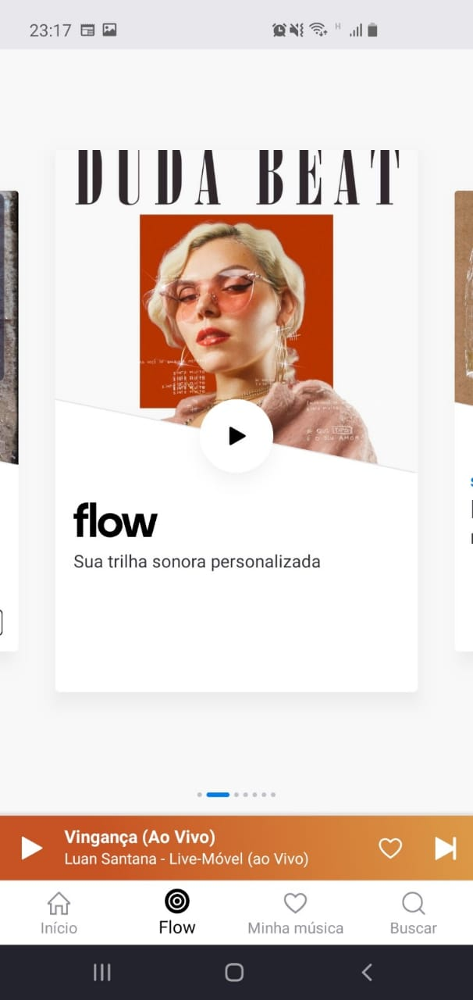 23:17
H
DUDA BEAT
flow
Sua trilha sonora personalizada
Vingança (Ao Vivo)
Luan Santana - Live-Móvel (ao Vivo)
Início
Flow
Minha música
Buscar